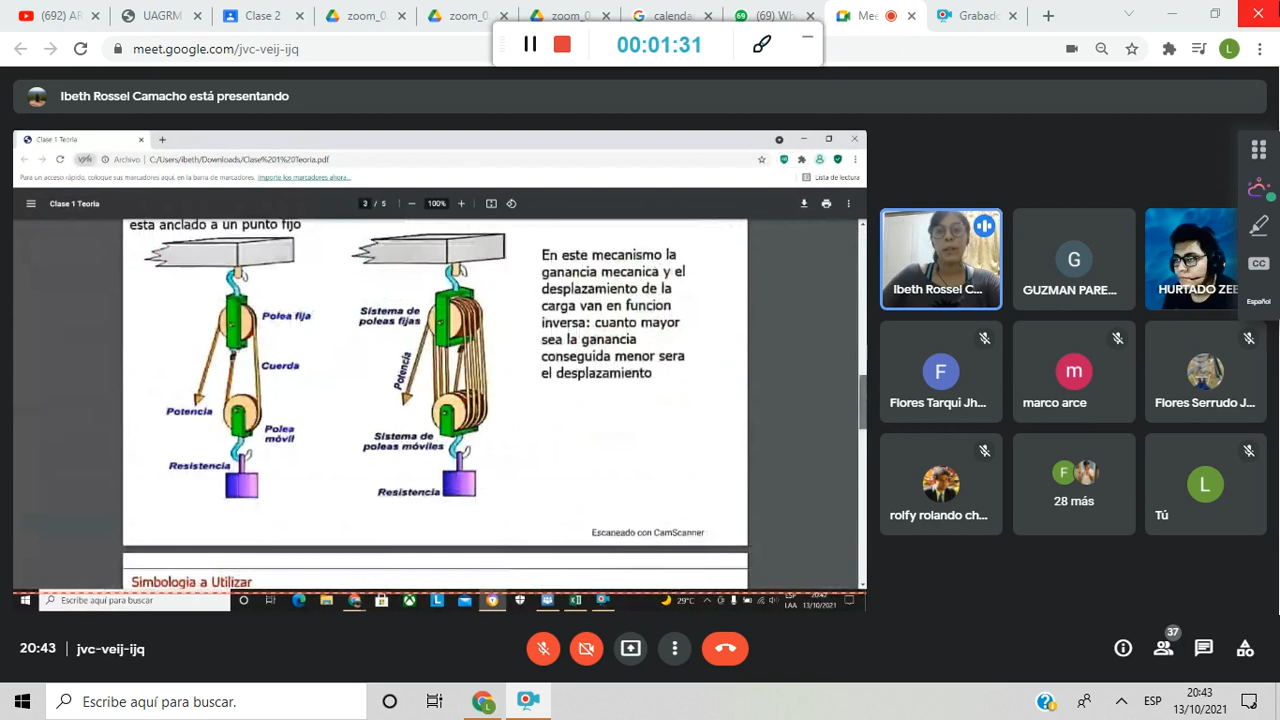 (692) AR
UAGRM
Clase 2
zoom_0
zoom_0
zoom_0
calenda
(69) Wh
Mee
Grabado
meet.google.com/jvc-veij-ijq
00:01:31
Ibeth Rossel Camacho está presentando
Clase 1 Teoria
Archivo
C:/Users/ibeth/Downloads/Clase%201%20Teoria.pdf
Para un acceso rápido, coloque sus marcadores aquí, en la barra de marcadores. Importe los marcadores ahora...
Lista de lectura
Clase 1 Teoria
3 / 5
100%
esta anclado a un punto fijo
Polea fija
Cuerda
Potencia
Polea
móvil
Resistencia
Sistema de
poleas fijas
Potencia
Sistema de
poleas móviles
Resistencia
En este mecanismo la
ganancia mecanica y el
desplazamiento de la
carga van en funcion
inversa: cuanto mayor
sea la ganancia
conseguida menor sera
el desplazamiento
Escaneado con CamScanner
Simbologia a Utilizar
Escribe aquí para buscar
29°C
ESP
LAA
13/10/2021
Ibeth Rossel C...
G
GUZMAN PARE...
HURTADO ZEE
Español
F
Flores Tarqui Jh...
m
marco arce
Flores Serrudo J...
rolfy rolando ch...
F
28 más
L
Tú
20:43
jvc-veij-ijq
37
Escribe aquí para buscar
ESP
20:43
13/10/2021